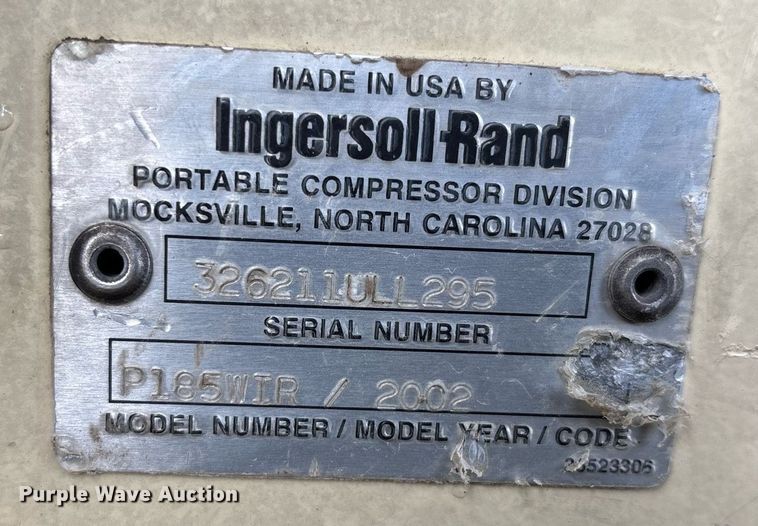 MADE IN USA BY
Ingersoll-Rand
PORTABLE COMPRESSOR DIVISION
MOCKSVILLE, NORTH CAROLINA 27028
326211ULL295
SERIAL NUMBER
P185WIR / 2002
MODEL NUMBER / MODEL YEAR / CODE
23523306
Purple Wave Auction